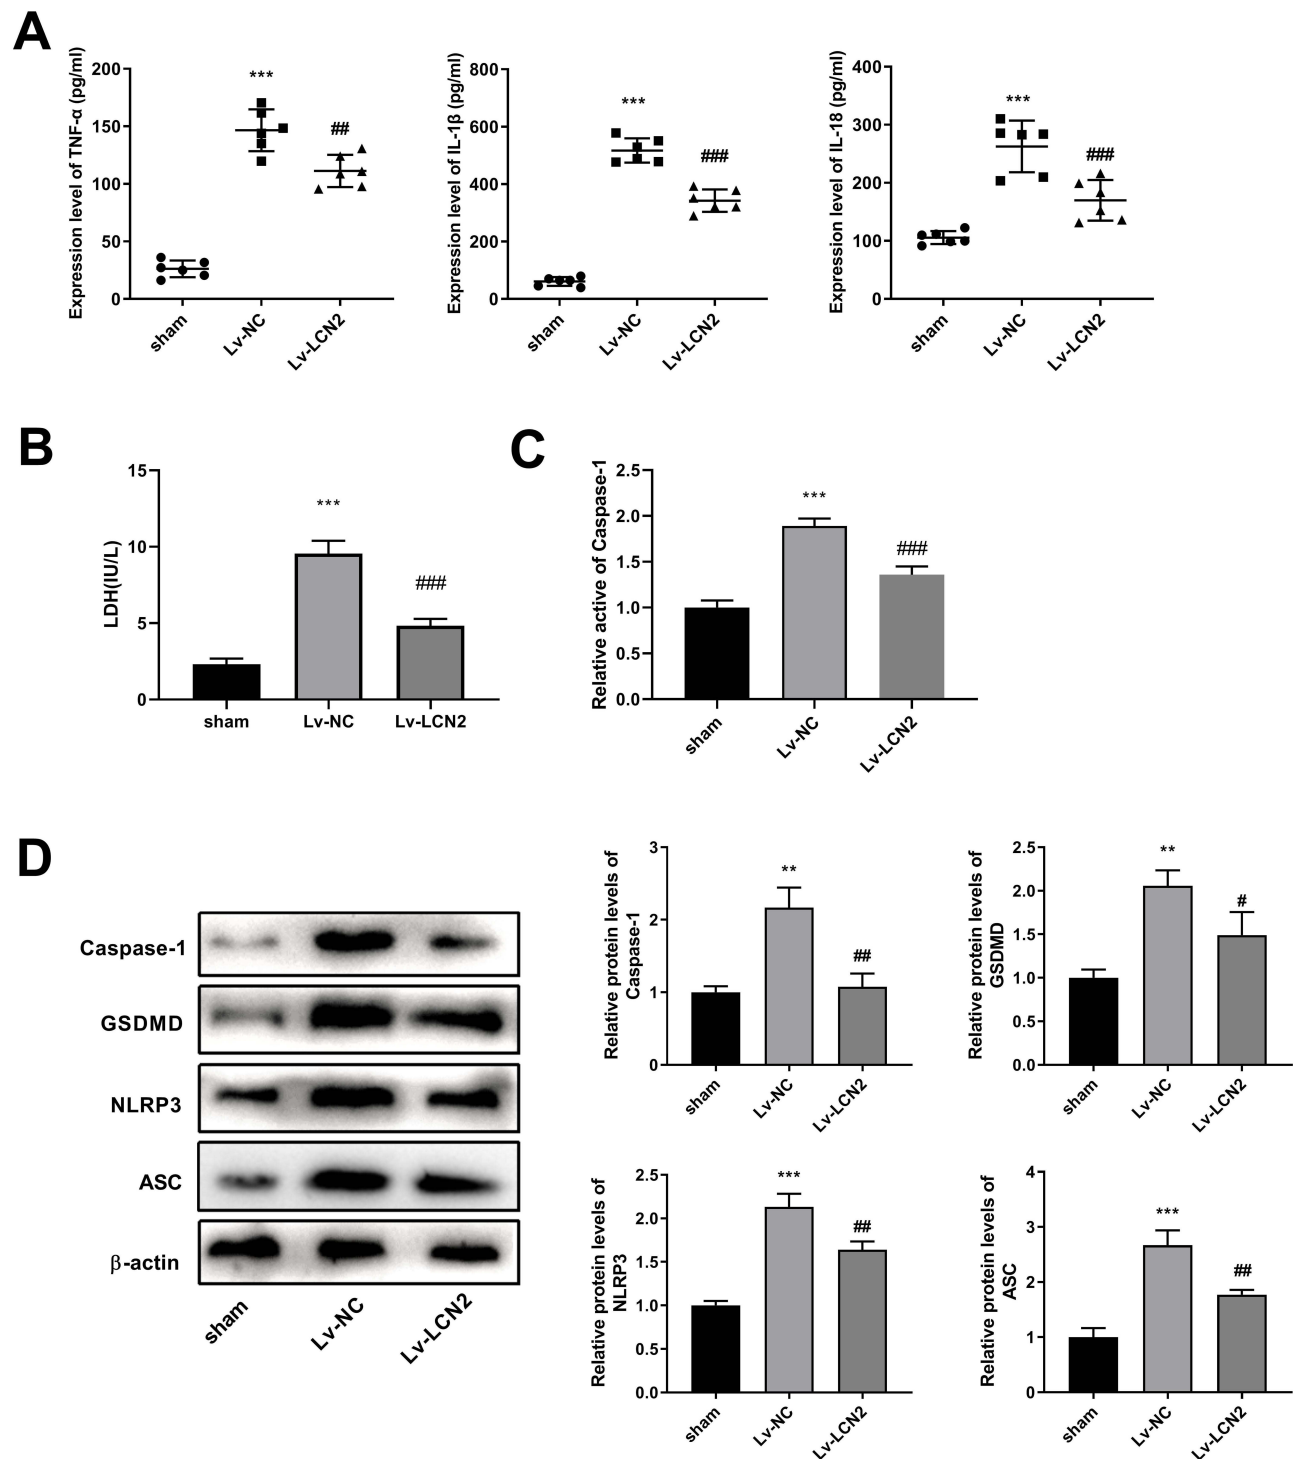 A
Expression level of TNF-α (pg/ml)
200
150
100
50
0
***
##
sham
Lv-NC
Lv-LCN2
Expression level of IL-1β (pg/ml)
800
600
400
200
0
***
###
sham
Lv-NC
Lv-LCN2
Expression level of IL-18 (pg/ml)
400
300
200
100
0
***
###
sham
Lv-NC
Lv-LCN2
B
LDH(IU/L)
15
10
5
0
***
###
sham
Lv-NC
Lv-LCN2
C
Relative active of Caspase-1
2.5
2.0
1.5
1.0
0.5
0.0
***
###
sham
Lv-NC
Lv-LCN2
D
Caspase-1
GSDMD
NLRP3
ASC
β-actin
sham
Lv-NC
Lv-LCN2
Relative protein levels of
Caspase-1
3
2
1
0
**
##
sham
Lv-NC
Lv-LCN2
Relative protein levels of
GSDMD
2.5
2.0
1.5
1.0
0.5
0.0
**
#
sham
Lv-NC
Lv-LCN2
Relative protein levels of
NLRP3
2.5
2.0
1.5
1.0
0.5
0.0
***
##
sham
Lv-NC
Lv-LCN2
Relative protein levels of
ASC
4
3
2
1
0
***
##
sham
Lv-NC
Lv-LCN2